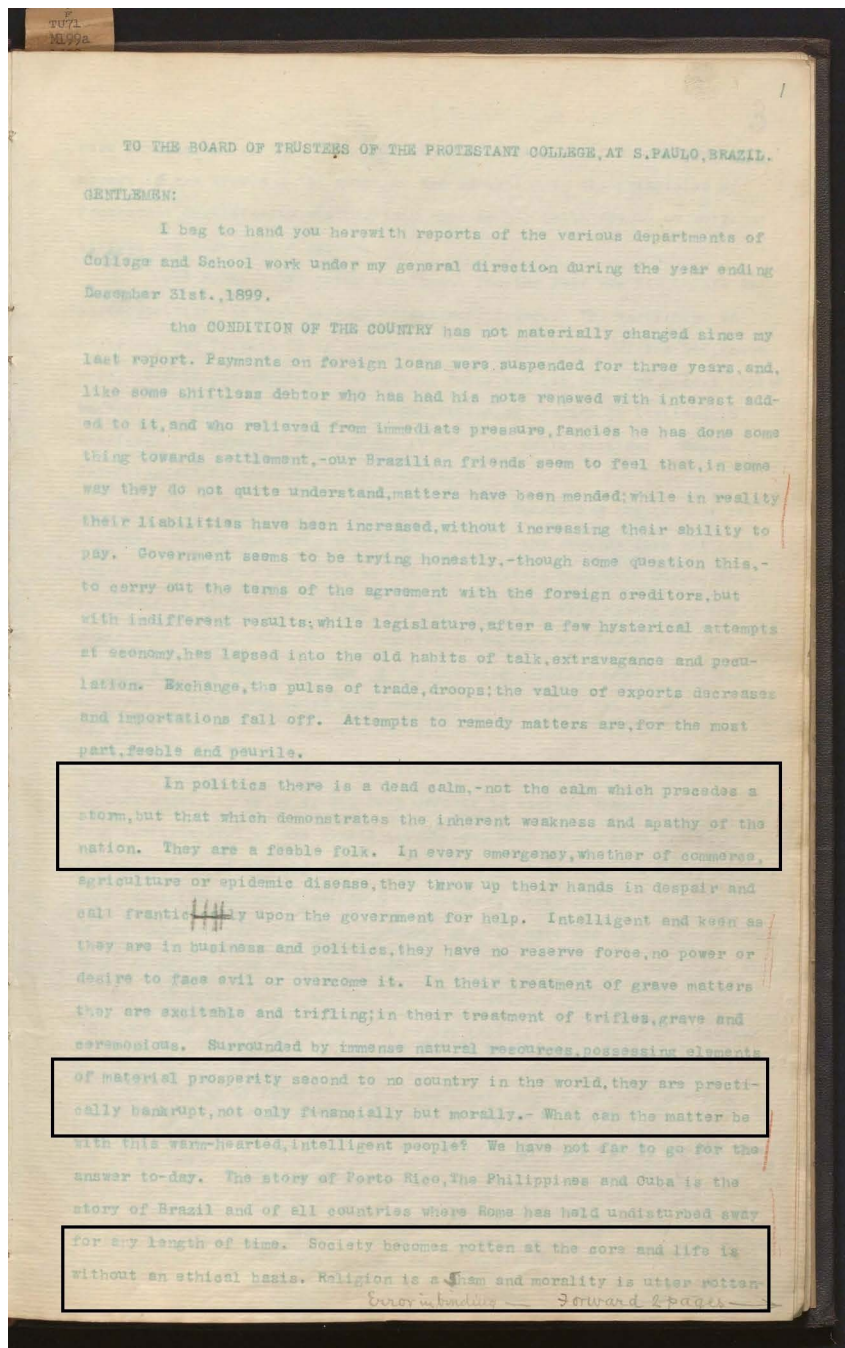 F
TU71
M199a
1
TO THE BOARD OF TRUSTEES OF THE PROTESTANT COLLEGE, AT S.PAULO, BRAZIL.
GENTLEMEN:
I beg to hand you herewith reports of the various departments of
College and School work under my general direction during the year ending
December 31st.,1899.
the CONDITION OF THE COUNTRY has not materially changed since my
last report. Payments on foreign loans were suspended for three years, and,
like some shiftless debtor who has had his note renewed with interest add-
ed to it, and who relieved from immediate pressure, fancies he has done some
thing towards settlement,-our Brazilian friends seem to feel that, in some
way they do not quite understand, matters have been mended; while in reality
their liabilities have been increased, without increasing their ability to
pay. Government seems to be trying honestly,-though some question this,-
to carry out the terms of the agreement with the foreign creditors, but
with indifferent results; while legislature, after a few hysterical attempts
at economy, has lapsed into the old habits of talk, extravagance and pecu-
lation. Exchange, the pulse of trade, droops; the value of exports decreases
and importations fall off. Attempts to remedy matters are, for the most
part, feeble and peurile.
In politics there is a dead calm,-not the calm which precedes a
storm, but that which demonstrates the inherent weakness and apathy of the
nation. They are a feeble folk. In every emergency, whether of commerce,
agriculture or epidemic disease, they throw up their hands in despair and
call franticly upon the government for help. Intelligent and keen as
they are in business and politics, they have no reserve force, no power or
desire to face evil or overcome it. In their treatment of grave matters
they are excitable and trifling; in their treatment of trifles, grave and
ceremonious. Surrounded by immense natural resources, possessing elements
of material prosperity second to no country in the world, they are practi-
cally bankrupt, not only financially but morally.- What can the matter be
with this warm-hearted, intelligent people? We have not far to go for the
answer to-day. The story of Porto Rico, The Philippines and Cuba is the
story of Brazil and of all countries where Rome has held undisturbed sway
for any length of time. Society becomes rotten at the core and life is
without an ethical basis. Religion is a Sham and morality is utter rotten-
Error in binding — Forward 2 pages —